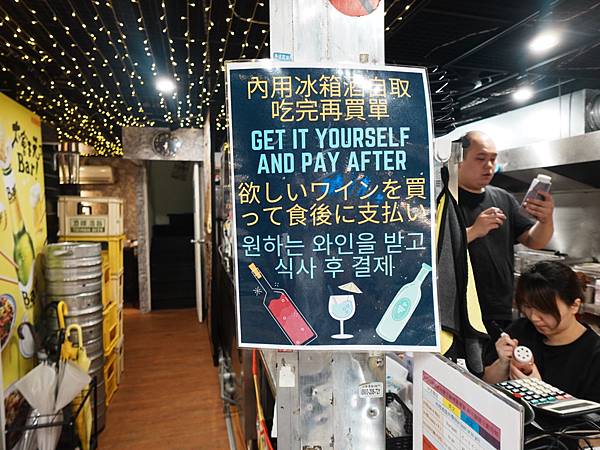 內用冰箱酒自取
吃完再買單
GET IT YOURSELF
AND PAY AFTER
欲しいワインを買
って食後に支払い
원하는 와인을 받고
식사 후 결제
Bar!